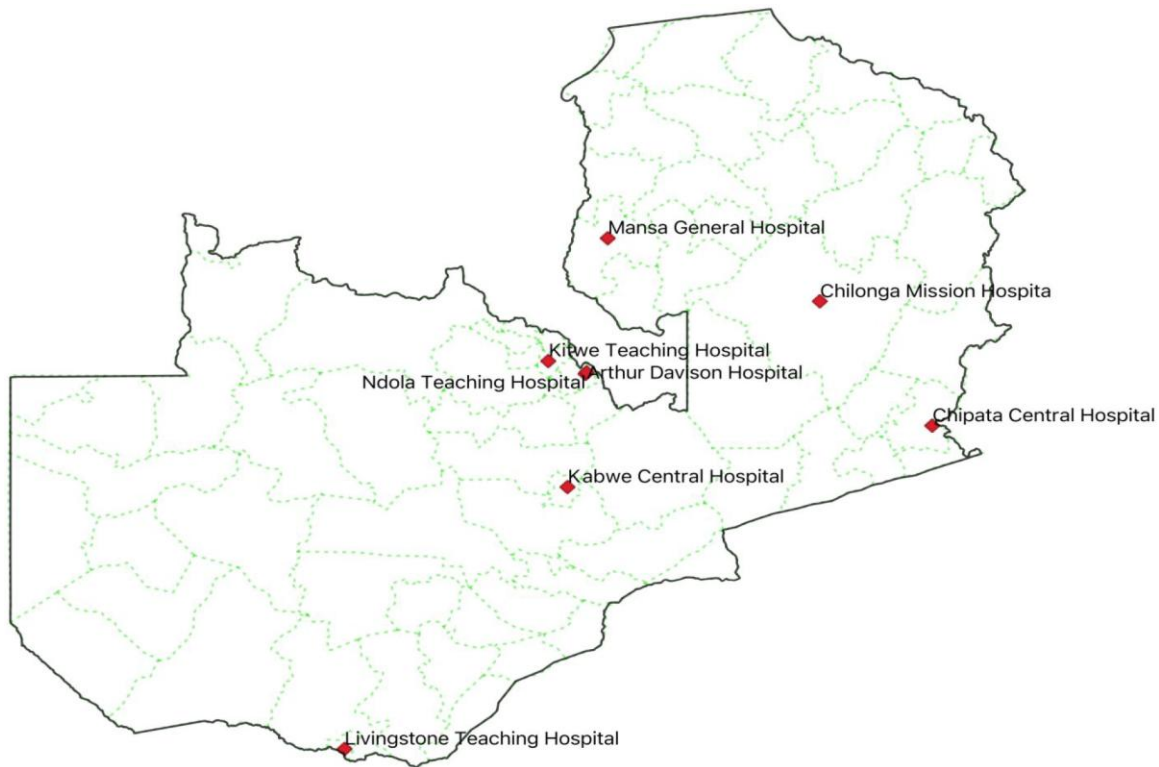 Mansa General Hospital
Chilonga Mission Hospita
Kitwe Teaching Hospital
Arthur Davison Hospital
Ndola Teaching Hospital
Chipata Central Hospital
Kabwe Central Hospital
Livingstone Teaching Hospital